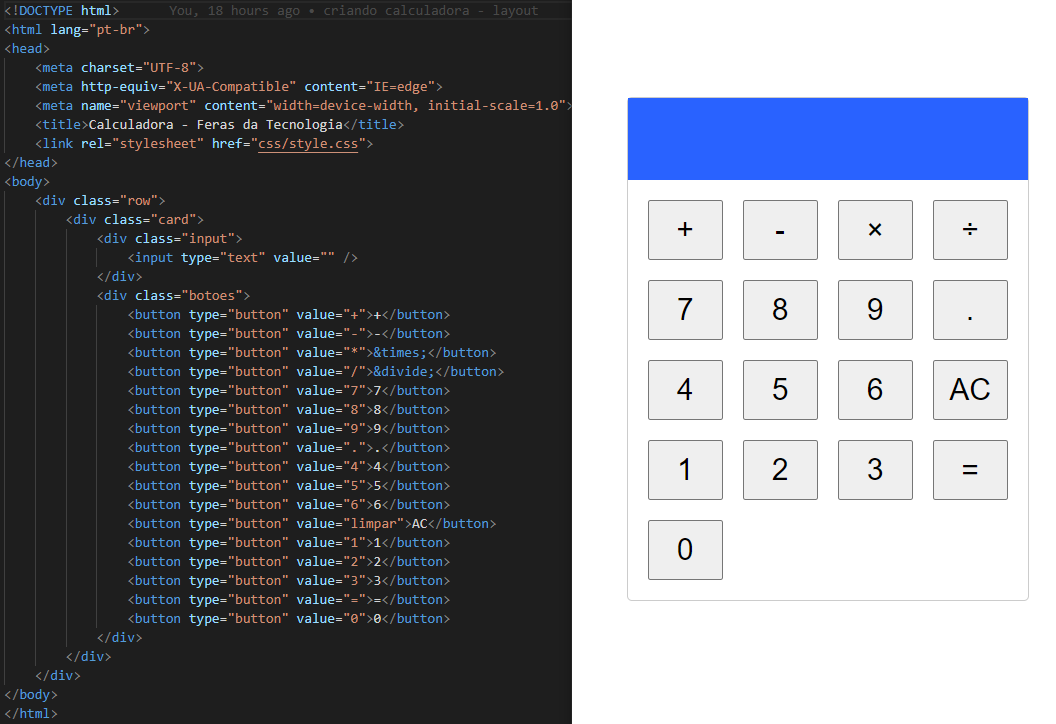 <!DOCTYPE html> You, 18 hours ago • criando calculadora - layout
<html lang="pt-br">
<head>
<meta charset="UTF-8">
<meta http-equiv="X-UA-Compatible" content="IE=edge">
<meta name="viewport" content="width=device-width, initial-scale=1.0">
<title>Calculadora - Feras da Tecnologia</title>
<link rel="stylesheet" href="css/style.css">
</head>
<body>
<div class="row">
<div class="card">
<div class="input">
<input type="text" value="" />
</div>
<div class="botoes">
<button type="button" value="+">+</button>
<button type="button" value="-">-</button>
<button type="button" value="*">&times;</button>
<button type="button" value="/">&divide;</button>
<button type="button" value="7">7</button>
<button type="button" value="8">8</button>
<button type="button" value="9">9</button>
<button type="button" value=".">.</button>
<button type="button" value="4">4</button>
<button type="button" value="5">5</button>
<button type="button" value="6">6</button>
<button type="button" value="limpar">AC</button>
<button type="button" value="1">1</button>
<button type="button" value="2">2</button>
<button type="button" value="3">3</button>
<button type="button" value="=">=</button>
<button type="button" value="0">0</button>
</div>
</div>
</div>
</body>
</html>
+ - × ÷
7 8 9 .
4 5 6 AC
1 2 3 =
0